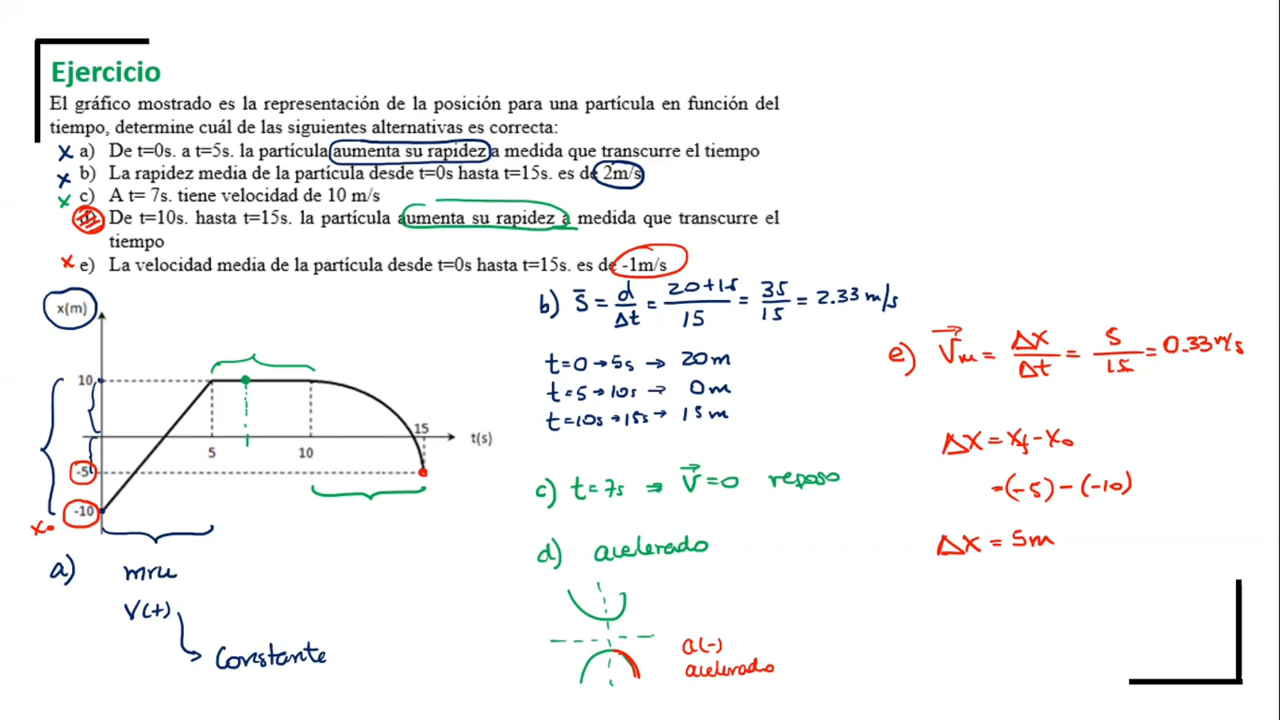 Ejercicio
El gráfico mostrado es la representación de la posición para una partícula en función del
tiempo, determine cuál de las siguientes alternativas es correcta:
x a) De t=0s. a t=5s. la partícula aumenta su rapidez a medida que transcurre el tiempo
x b) La rapidez media de la partícula desde t=0s hasta t=15s. es de 2m/s
x c) A t= 7s. tiene velocidad de 10 m/s
d) De t=10s. hasta t=15s. la partícula aumenta su rapidez a medida que transcurre el
tiempo
x e) La velocidad media de la partícula desde t=0s hasta t=15s. es de -1m/s
x(m)
10
-5
-10
x₀
5
10
15
t(s)
a) mru
V(+)
Constante
b) S̄ = d/Δt = 20+15/15 = 35/15 = 2.33 m/s
t=0→5s → 20m
t=5→10s → 0m
t=10s→15s → 15m
c) t=7s ⇒ V⃗=0 reposo
d) acelerado
a(-)
acelerado
e) V⃗m = Δx/Δt = 5/15 = 0.33 m/s
Δx = xf - x₀
=(-5)-(-10)
Δx = 5m